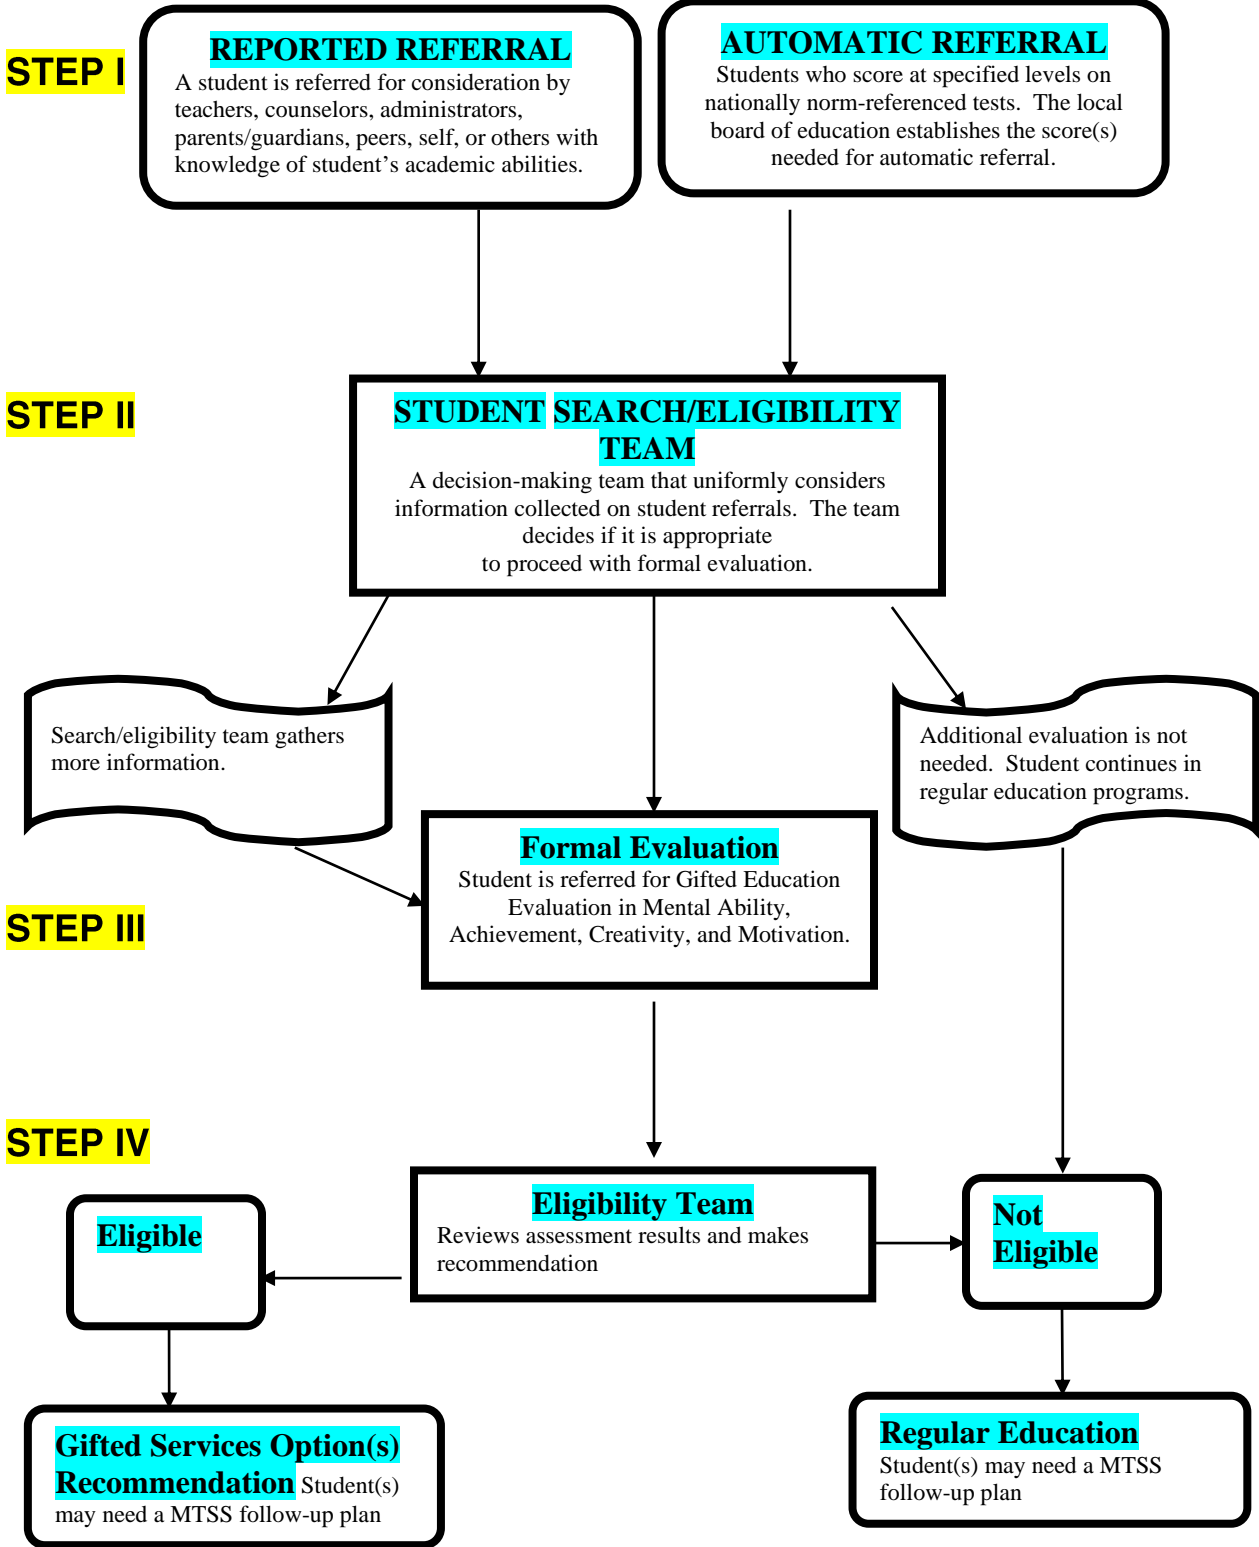 STEP I
REPORTED REFERRAL
A student is referred for consideration by
teachers, counselors, administrators,
parents/guardians, peers, self, or others with
knowledge of student’s academic abilities.
AUTOMATIC REFERRAL
Students who score at specified levels on
nationally norm-referenced tests.  The local
board of education establishes the score(s)
needed for automatic referral.
STEP II
STUDENT SEARCH/ELIGIBILITY
TEAM
A decision-making team that uniformly considers
information collected on student referrals.  The team
decides if it is appropriate
to proceed with formal evaluation.
Search/eligibility team gathers
more information.
Additional evaluation is not
needed.  Student continues in
regular education programs.
STEP III
Formal Evaluation
Student is referred for Gifted Education
Evaluation in Mental Ability,
Achievement, Creativity, and Motivation.
STEP IV
Eligible
Eligibility Team
Reviews assessment results and makes
recommendation
Not
Eligible
Gifted Services Option(s)
Recommendation Student(s)
may need a MTSS follow-up plan
Regular Education
Student(s) may need a MTSS
follow-up plan